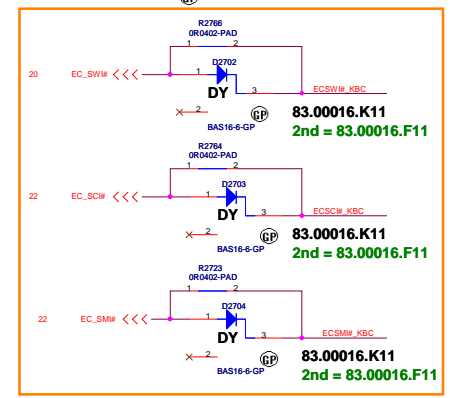 R2766
0R0402-PAD
1 2
20 EC_SWI# D2702
1 3 ECSWI#_KBC
DY
2 GP 83.00016.K11
BAS16-6-GP 2nd = 83.00016.F11
R2764
0R0402-PAD
1 2
22 EC_SCI# D2703
1 3 ECSCI#_KBC
DY
2 GP 83.00016.K11
BAS16-6-GP 2nd = 83.00016.F11
R2723
0R0402-PAD
1 2
22 EC_SMI# D2704
1 3 ECSMI#_KBC
DY
2 GP 83.00016.K11
BAS16-6-GP 2nd = 83.00016.F11